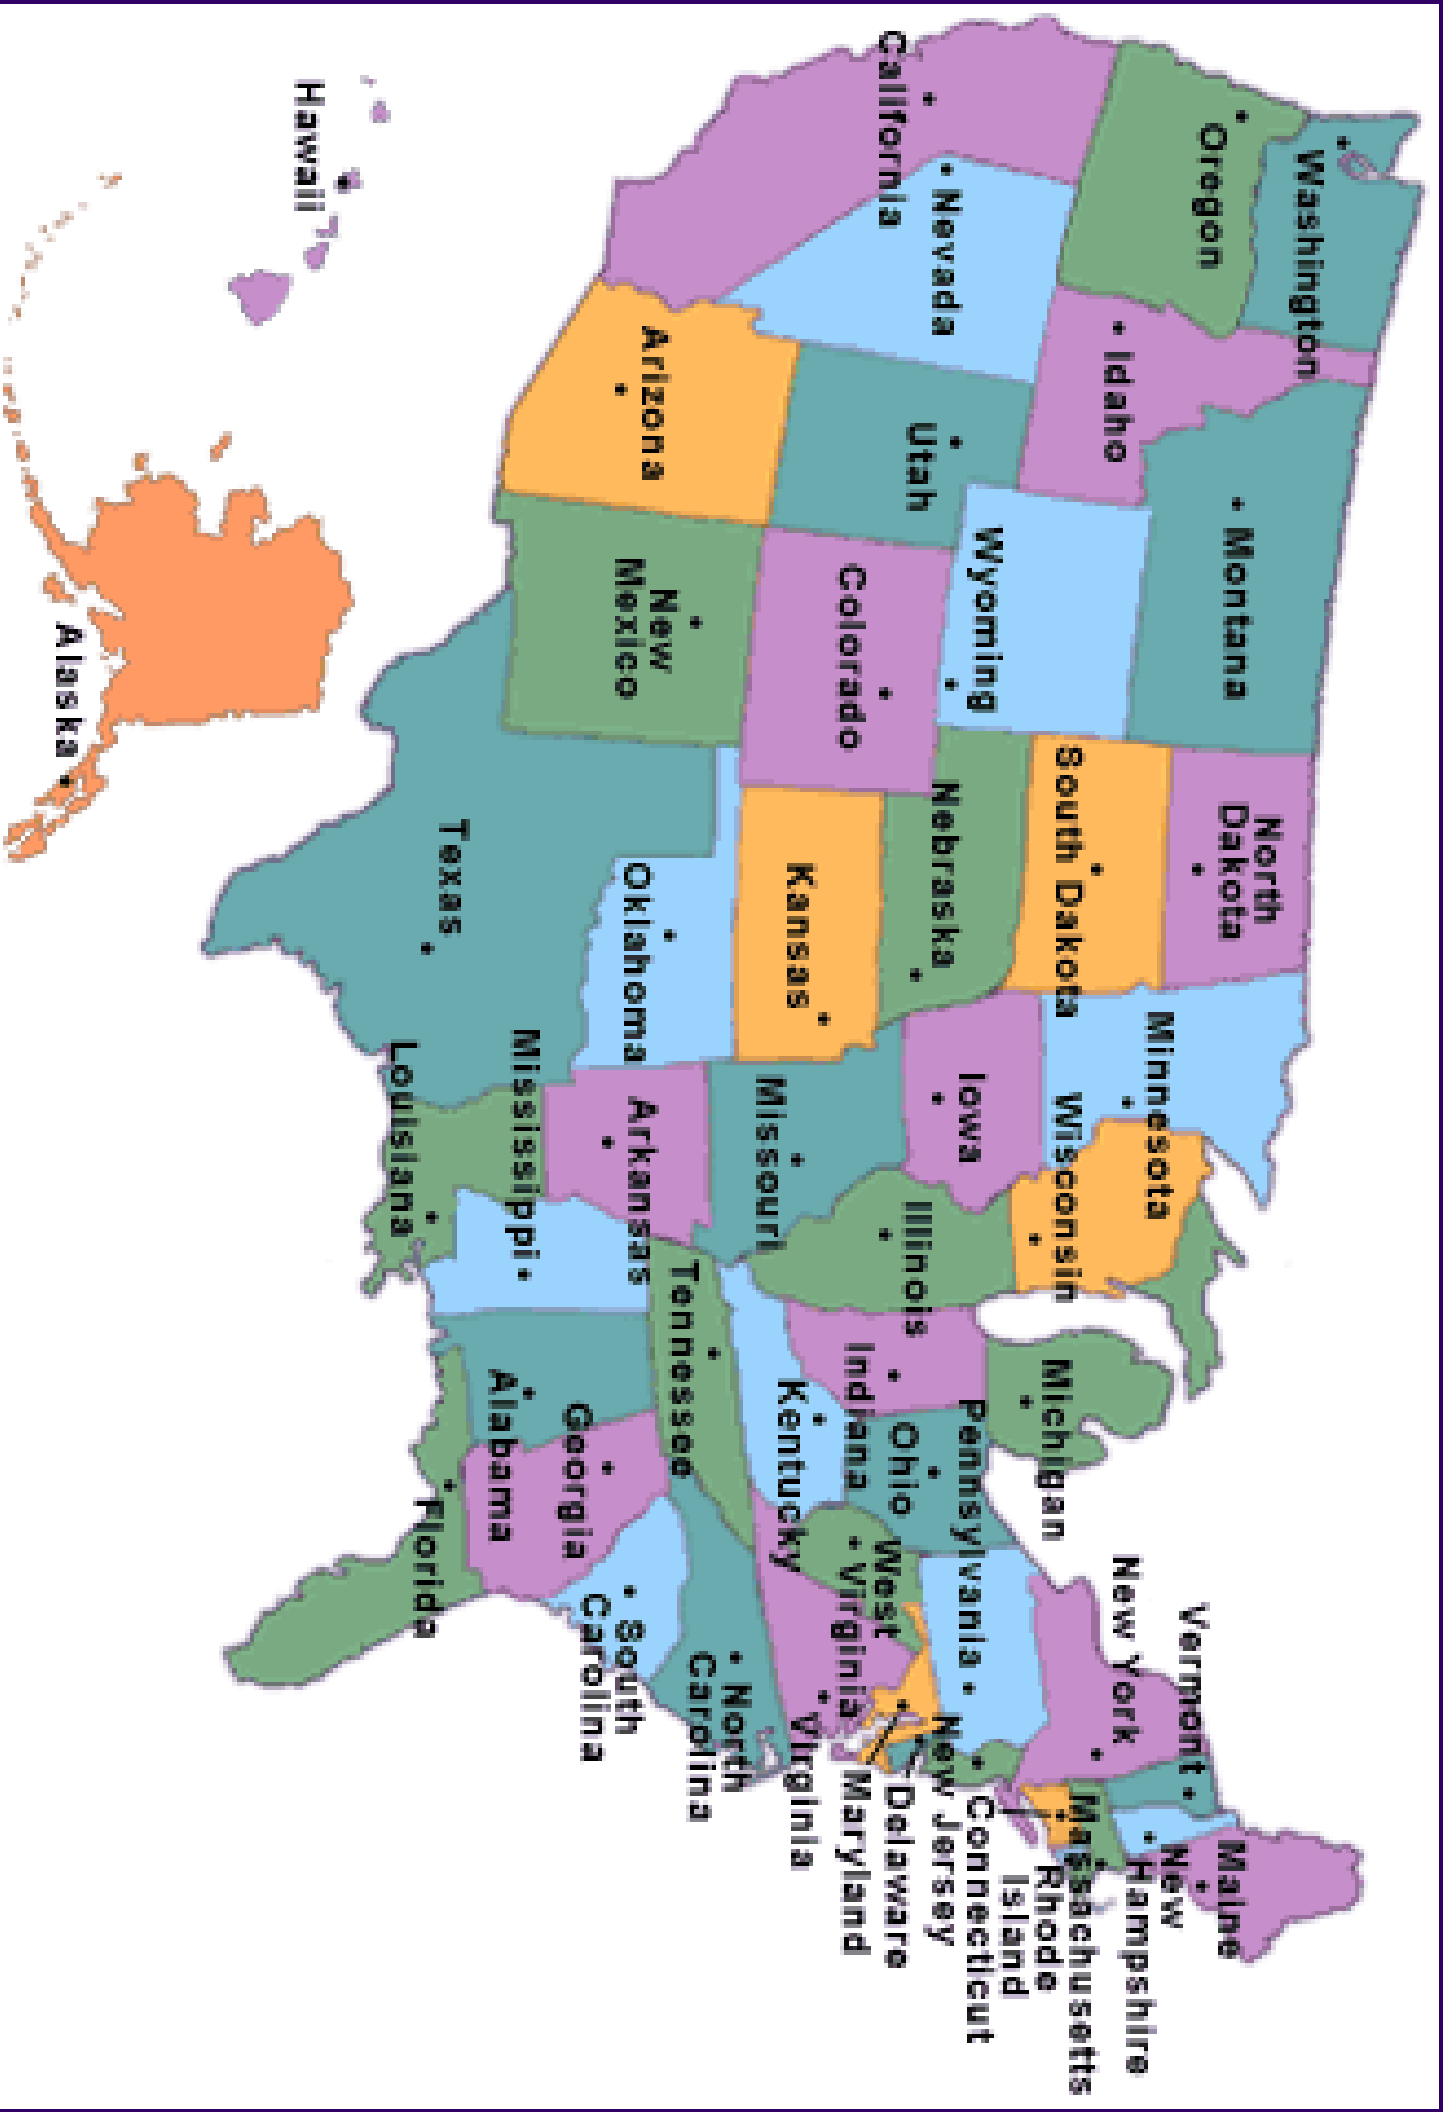 Washington
Oregon
California
Nevada
Idaho
Montana
Wyoming
Utah
Arizona
Colorado
New
Mexico
North
Dakota
South Dakota
Nebraska
Kansas
Oklahoma
Texas
Minnesota
Iowa
Missouri
Arkansas
Louisiana
Mississippi
Wisconsin
Illinois
Michigan
Indiana
Ohio
Kentucky
Tennessee
Alabama
Georgia
Florida
South
Carolina
North
Carolina
Virginia
West
Virginia
Pennsylvania
New York
Vermont
Maine
New
Hampshire
Massachusetts
Rhode
Island
Connecticut
New Jersey
Delaware
Maryland
Hawaii
Alaska